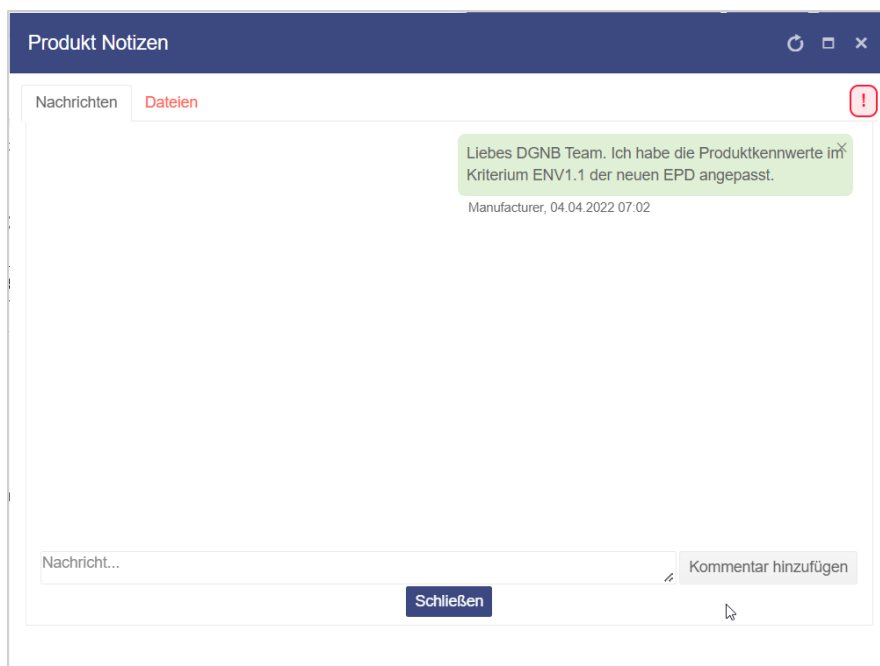 Produkt Notizen
Nachrichten
Dateien
!
Liebes DGNB Team. Ich habe die Produktkennwerte im
Kriterium ENV1.1 der neuen EPD angepasst.
Manufacturer, 04.04.2022 07:02
Nachricht...
Kommentar hinzufügen
Schließen